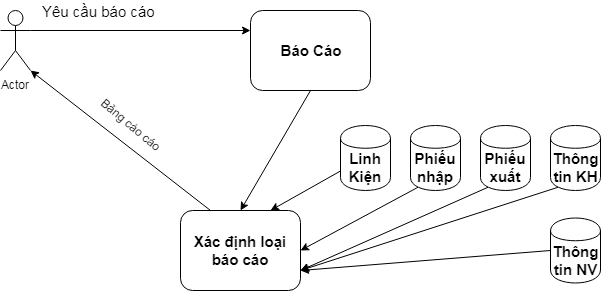 Yêu cầu báo cáo
Báo Cáo
Actor
Bảng cáo cáo
Linh
Kiện
Phiếu
nhập
Phiếu
xuất
Thông
tin KH
Xác định loại
báo cáo
Thông
tin NV